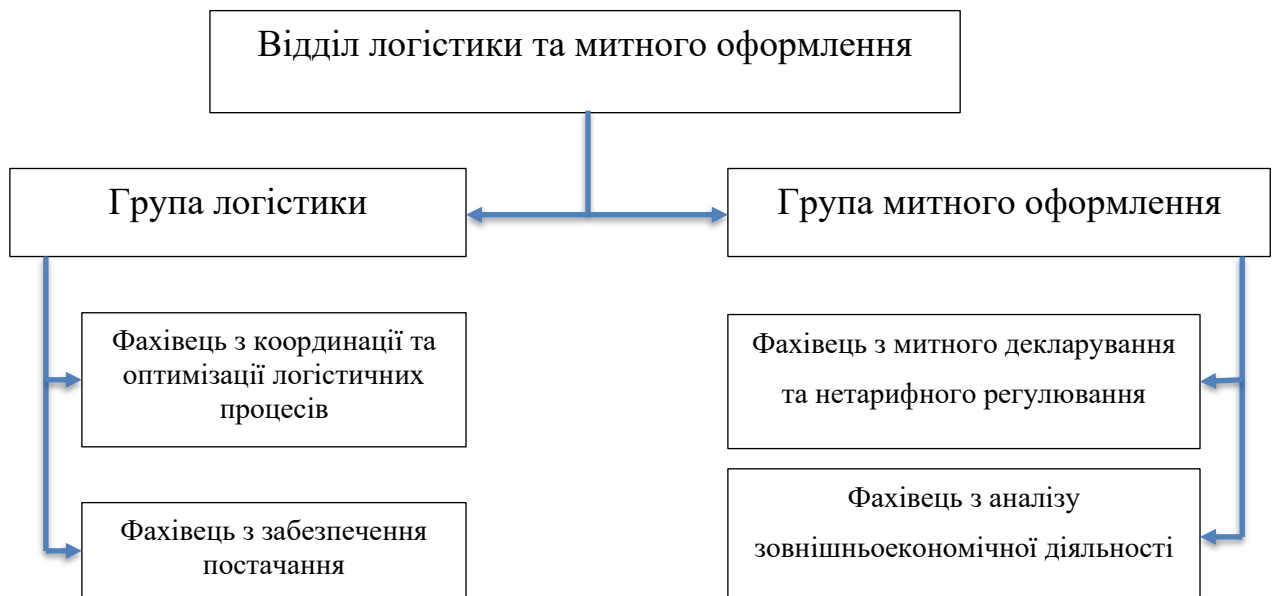 Відділ логістики та митного оформлення
Група логістики
Група митного оформлення
Фахівець з координації та
оптимізації логістичних
процесів
Фахівець з митного декларування
та нетарифного регулювання
Фахівець з забезпечення
постачання
Фахівець з аналізу
зовнішньоекономічної діяльності